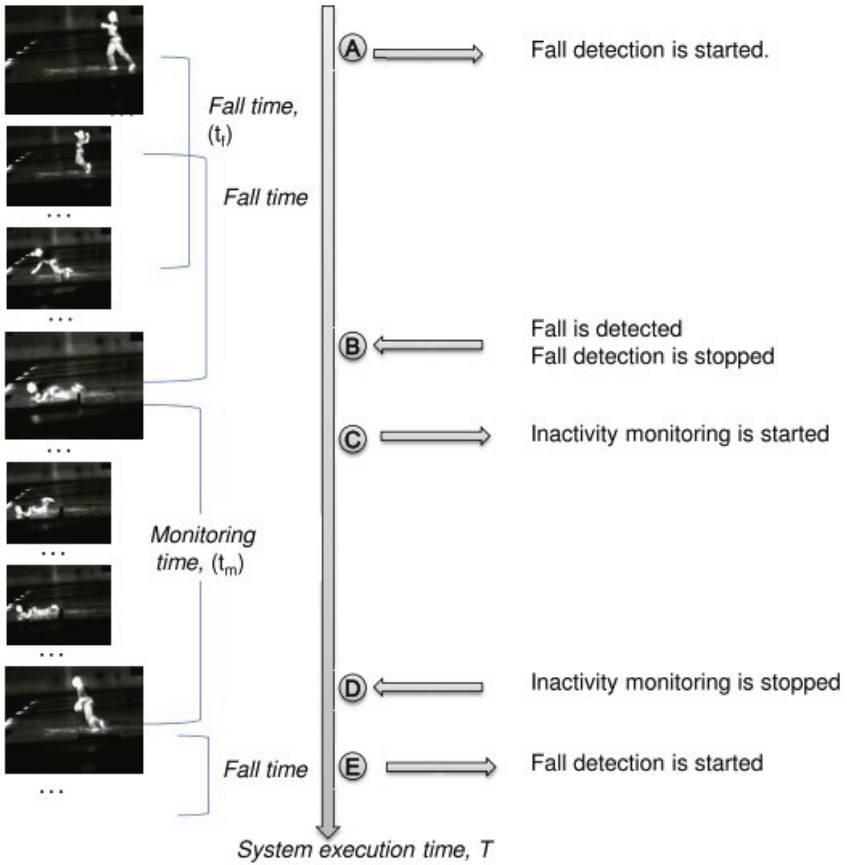 A
Fall detection is started.
Fall time,
(tf)
Fall time
B
Fall is detected
Fall detection is stopped
C
Inactivity monitoring is started
Monitoring
time, (tm)
D
Inactivity monitoring is stopped
Fall time
E
Fall detection is started
System execution time, T